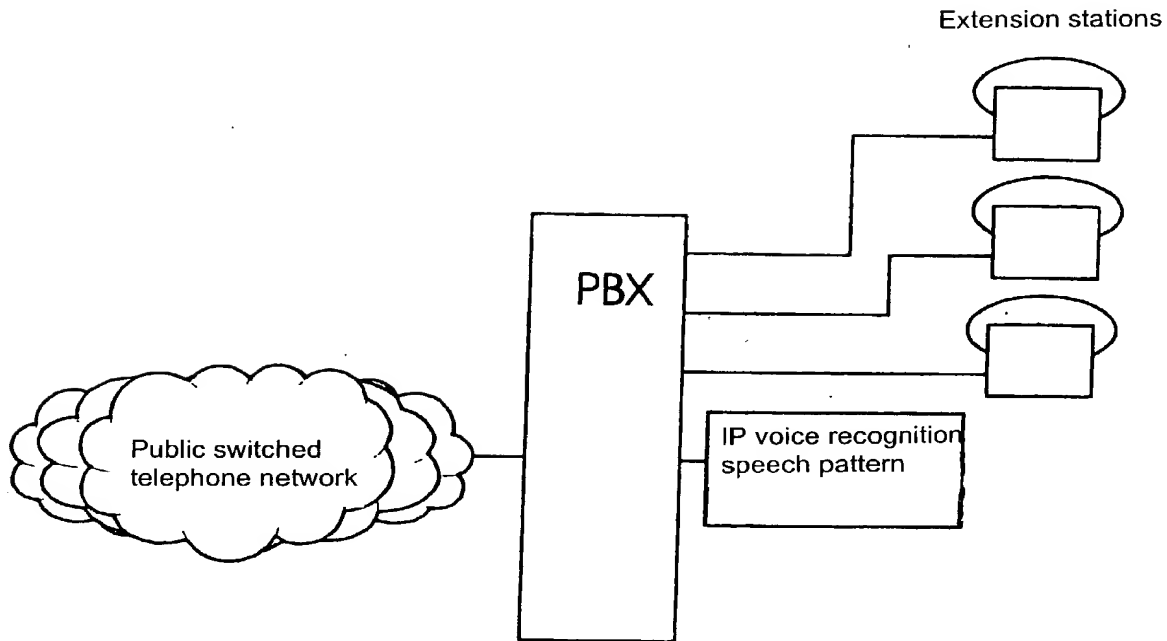 Extension stations
PBX
Public switched
telephone network
IP voice recognition
speech pattern